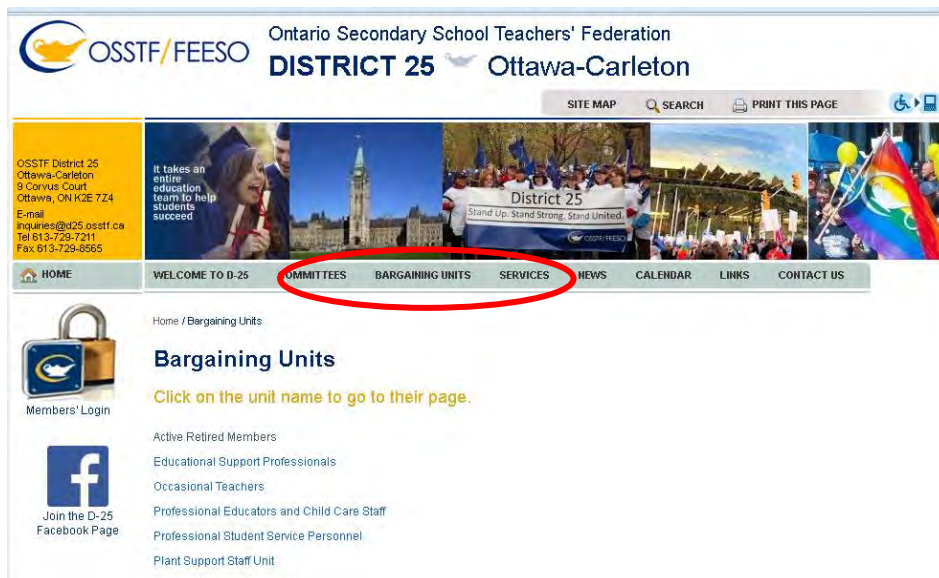 OSSTF/FEESO
Ontario Secondary School Teachers' Federation
DISTRICT 25 Ottawa-Carleton
SITE MAP SEARCH PRINT THIS PAGE
OSSTF District 25
Ottawa-Carleton
9 Corvus Court
Ottawa, ON K2E 7Z4
E-mail
inquiries@d25.osstf.ca
Tel 613-729-7211
Fax 613-729-8565
It takes an
entire
education
team to help
students
succeed
District 25
Stand Up. Stand Strong. Stand United.
OSSTF/FEESO
HOME WELCOME TO D-25 COMMITTEES BARGAINING UNITS SERVICES NEWS CALENDAR LINKS CONTACT US
Home / Bargaining Units
Bargaining Units
Click on the unit name to go to their page.
Members' Login
Active Retired Members
Educational Support Professionals
Occasional Teachers
Professional Educators and Child Care Staff
Professional Student Service Personnel
Plant Support Staff Unit
Join the D-25
Facebook Page